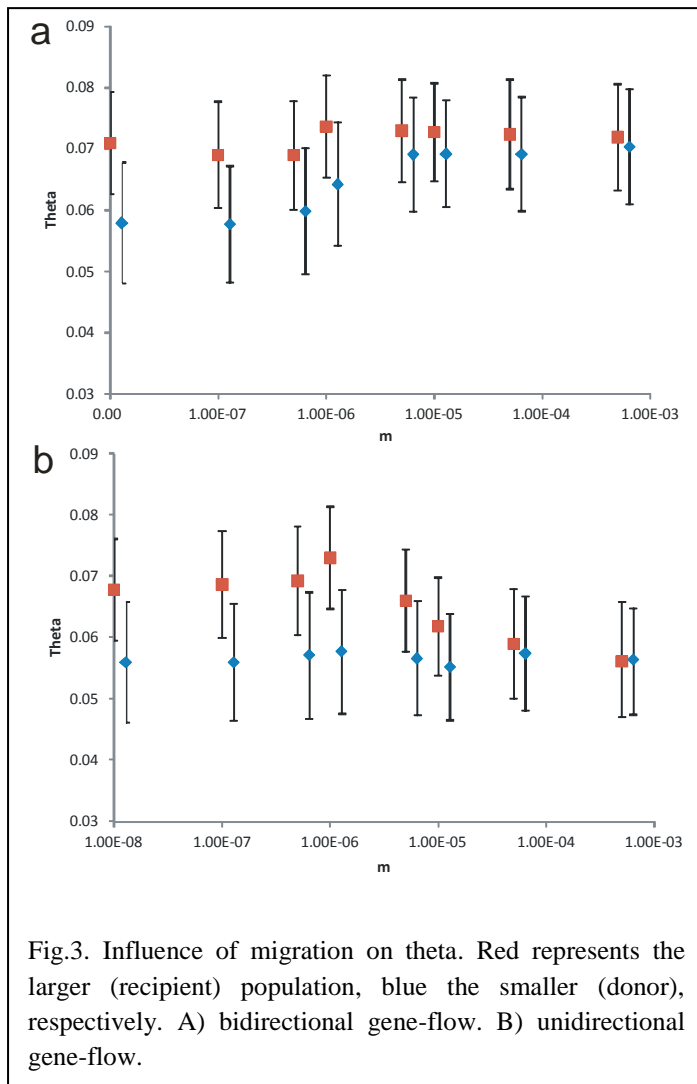 a
0.09
0.08
0.07
0.06
0.05
0.04
0.03
Theta
0.00 1.00E-07 1.00E-06 1.00E-05 1.00E-04 1.00E-03
m
b
0.09
0.08
0.07
0.06
0.05
0.04
0.03
Theta
1.00E-08 1.00E-07 1.00E-06 1.00E-05 1.00E-04 1.00E-03
m
Fig.3. Influence of migration on theta. Red represents the
larger (recipient) population, blue the smaller (donor),
respectively. A) bidirectional gene-flow. B) unidirectional
gene-flow.